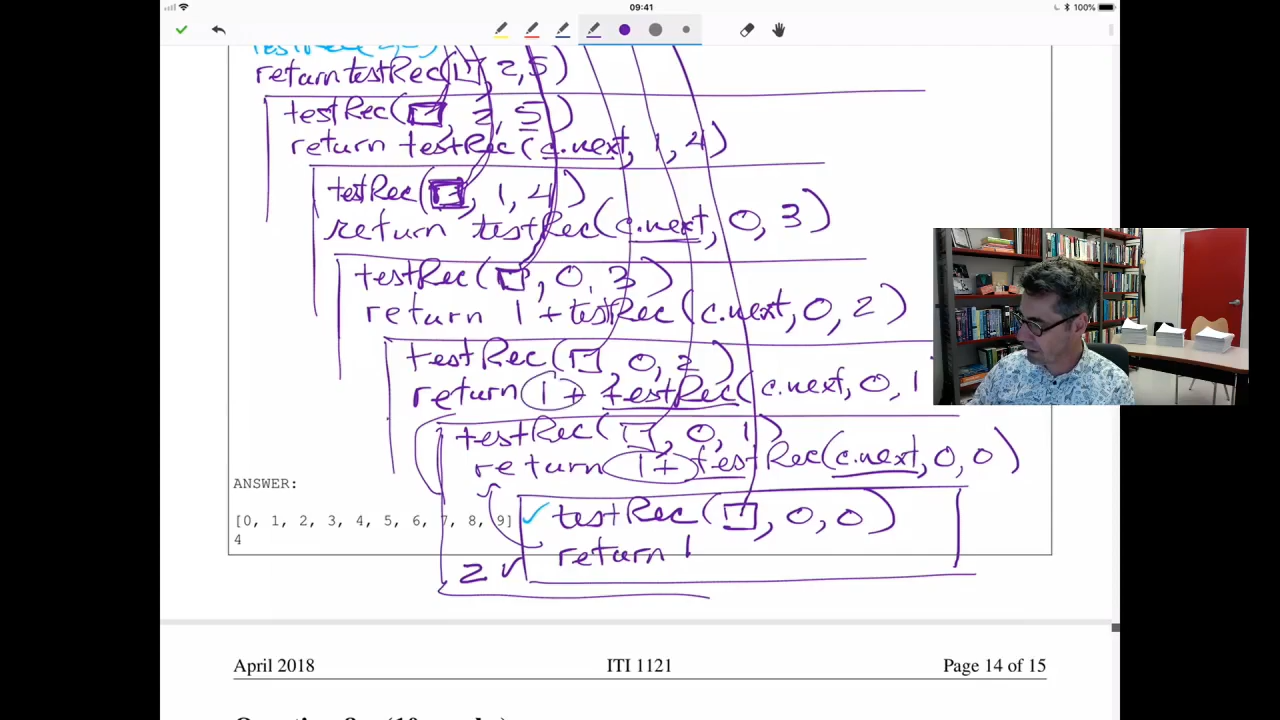 09:41
100%
return testRec(□, 2,5)
testRec(□, 2, 5)
return testRec(c.next, 1, 4)
testRec(□, 1, 4)
return testRec(c.next, 0, 3)
testRec(□, 0, 3)
return 1+testRec(c.next, 0, 2)
testRec(□, 0, 2)
return 1+ testRec(c.next, 0, 1
testRec(□, 0, 1)
return 1+ testRec(c.next, 0, 0)
ANSWER:
testRec(□, 0, 0)
[0, 1, 2, 3, 4, 5, 6, 7, 8, 9]
4
return 1
2
April 2018 ITI 1121 Page 14 of 15